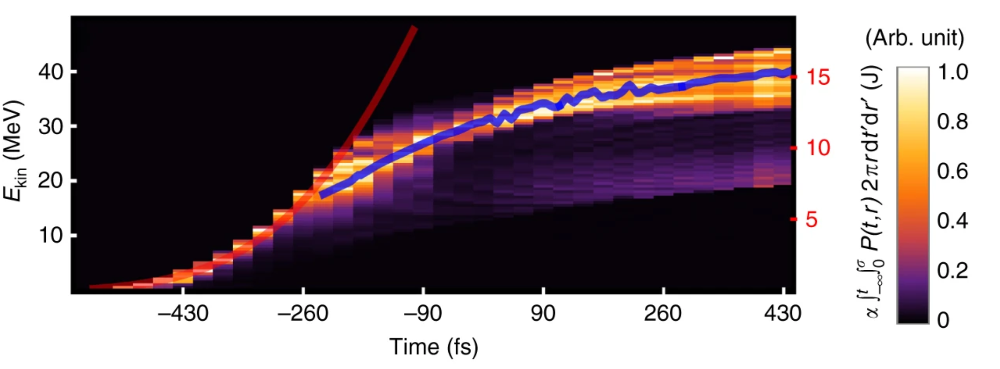 (Arb. unit)
40
30
20
10
E_kin (MeV)
15
10
5
α ∫_{−∞}^{t} ∫_{0}^{σ} P(t,r) 2πrdt′dr′ (J)
1.0
0.8
0.6
0.4
0.2
0
–430 –260 –90 90 260 430
Time (fs)